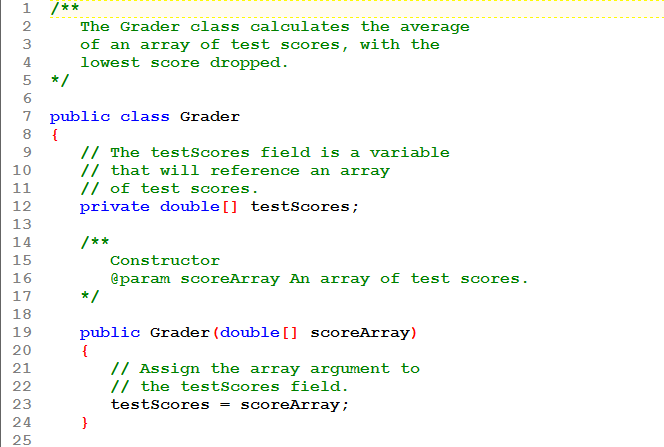 1 /**
2    The Grader class calculates the average
3    of an array of test scores, with the
4    lowest score dropped.
5 */
6
7 public class Grader
8 {
9    // The testScores field is a variable
10    // that will reference an array
11    // of test scores.
12    private double[] testScores;
13
14    /**
15       Constructor
16       @param scoreArray An array of test scores.
17    */
18
19    public Grader(double[] scoreArray)
20    {
21       // Assign the array argument to
22       // the testScores field.
23       testScores = scoreArray;
24    }
25